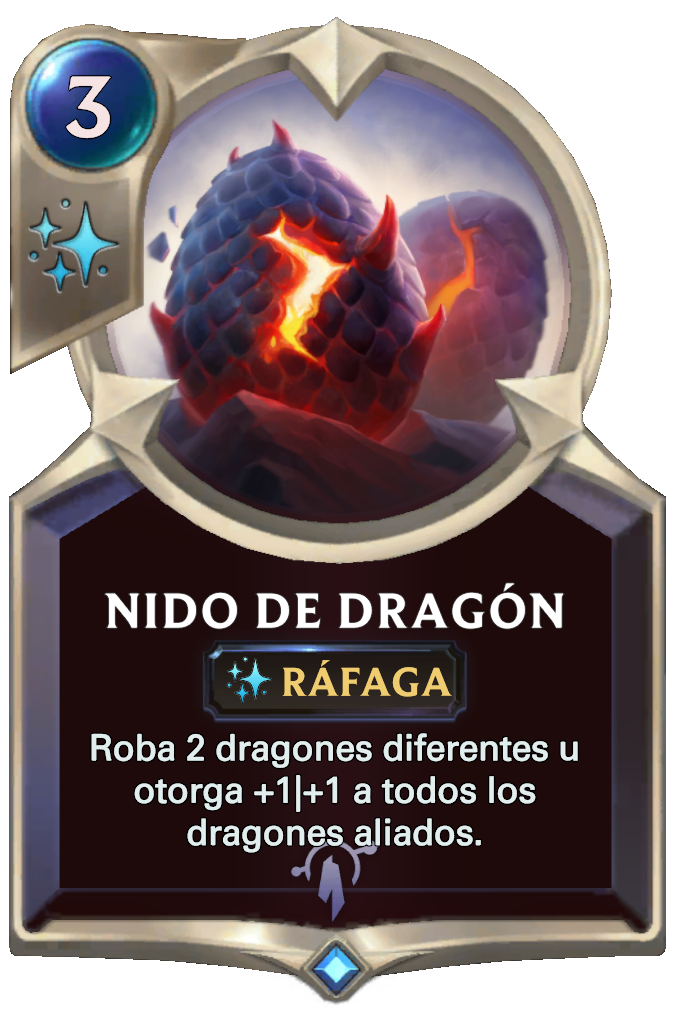 3
NIDO DE DRAGÓN
RÁFAGA
Roba 2 dragones diferentes u
otorga +1|+1 a todos los
dragones aliados.